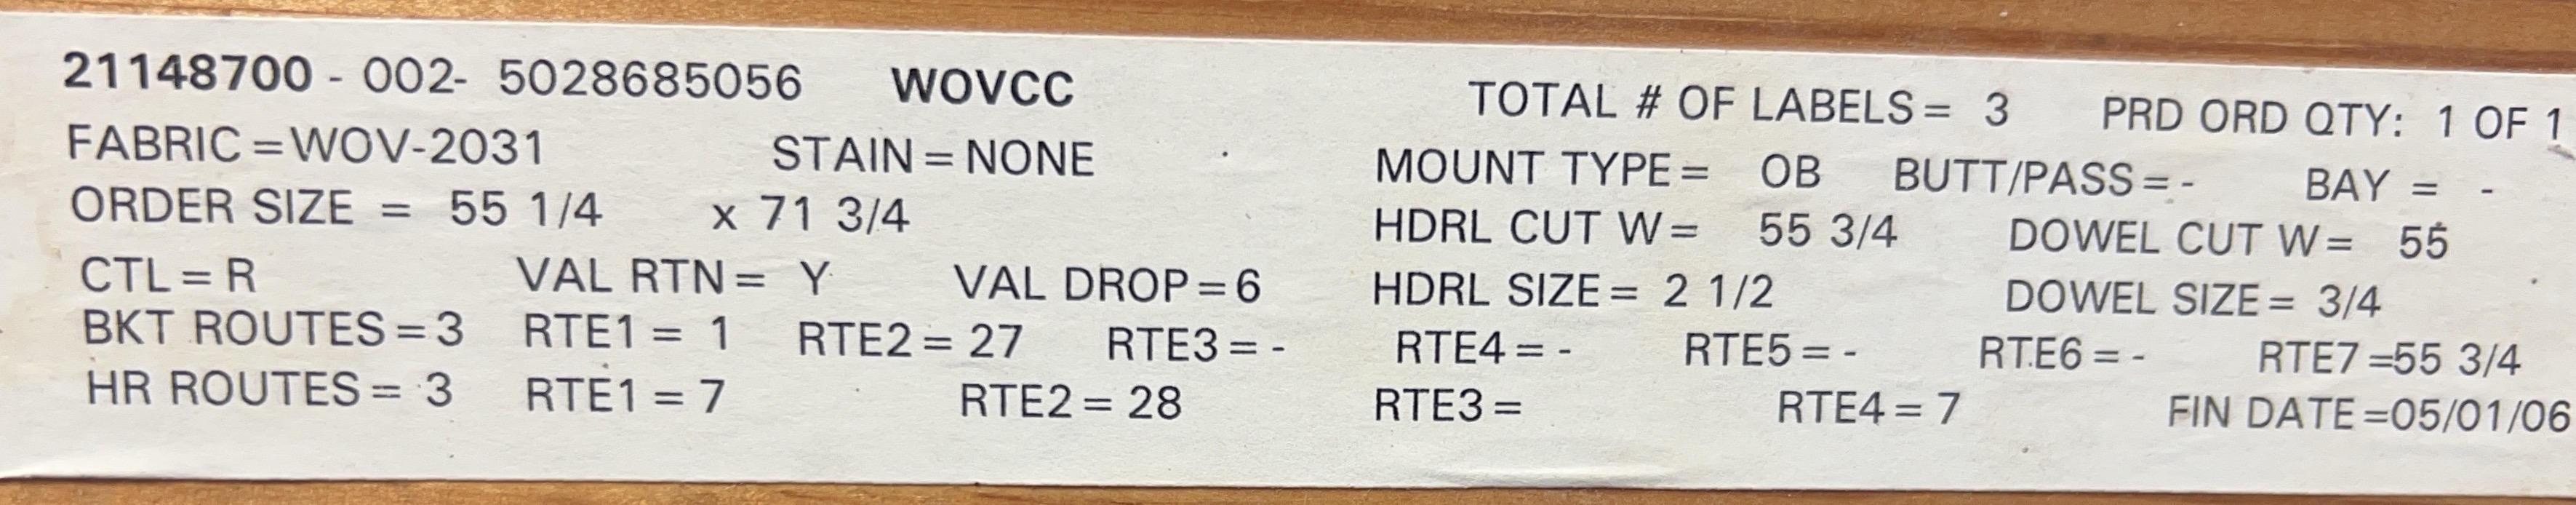 21148700 - 002- 5028685056 WOVCC TOTAL # OF LABELS = 3 PRD ORD QTY: 1 OF 1
FABRIC =WOV-2031 STAIN = NONE MOUNT TYPE = OB BUTT/PASS = - BAY = -
ORDER SIZE = 55 1/4 x 71 3/4 HDRL CUT W = 55 3/4 DOWEL CUT W = 55
CTL = R VAL RTN = Y VAL DROP = 6 HDRL SIZE = 2 1/2 DOWEL SIZE = 3/4
BKT ROUTES = 3 RTE1 = 1 RTE2 = 27 RTE3 = - RTE4 = - RTE5 = - RTE6 = - RTE7 =55 3/4
HR ROUTES = 3 RTE1 = 7 RTE2 = 28 RTE3 = RTE4 = 7 FIN DATE =05/01/06